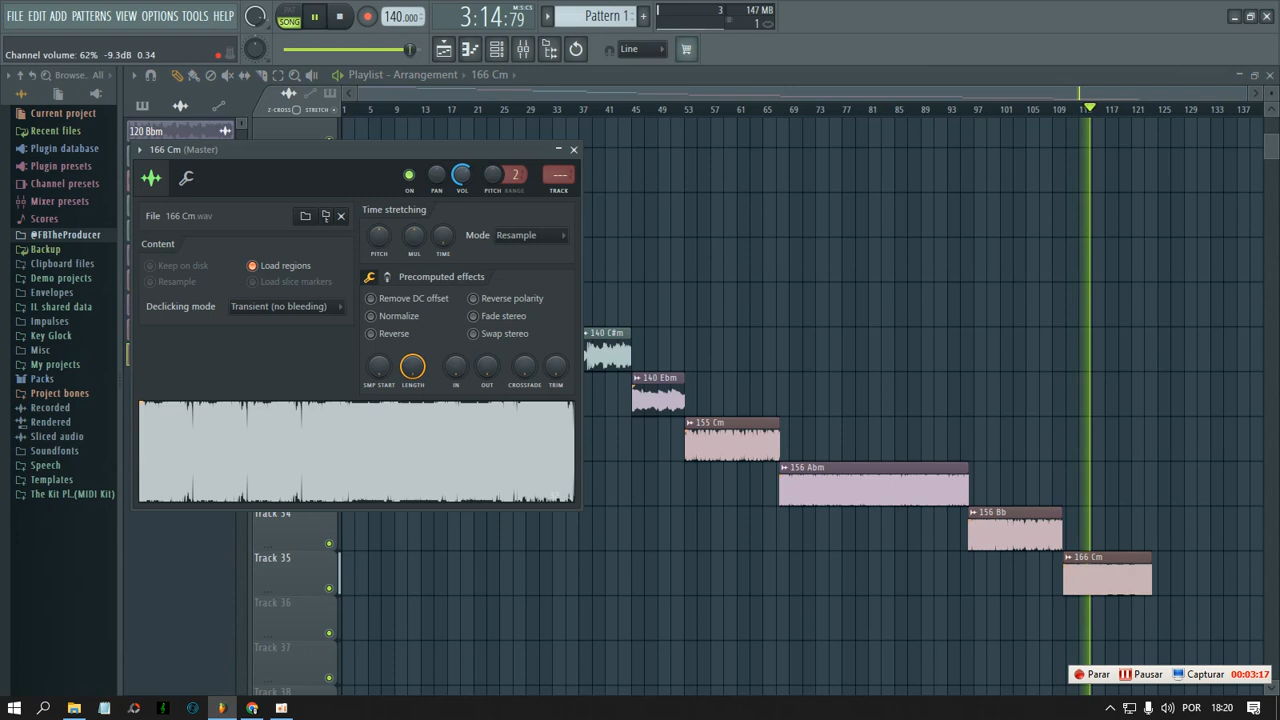 FILE EDIT ADD PATTERNS VIEW OPTIONS TOOLS HELP
PAT
SONG
140.000
M:S:CS
3:14:79
Pattern 1
3
147 MB
1
Channel volume: 62% -9.3dB 0.34
Line
Browse.. All
Playlist - Arrangement
166 Cm
Z-CROSS STRETCH
1 5 9 13 17 21 25 29 33 37 41 45 49 53 57 61 65 69 73 77 81 85 89 93 97 101 105 109 121 125 129 133 137
Current project
Recent files
Plugin database
Plugin presets
Channel presets
Mixer presets
Scores
@FBTheProducer
Backup
Clipboard files
Demo projects
Envelopes
IL shared data
Impulses
Key Glock
Misc
My projects
Packs
Project bones
Recorded
Rendered
Sliced audio
Soundfonts
Speech
Templates
The Kit Pl..(MIDI Kit)
120 Bbm
166 Cm (Master)
2
---
ON PAN VOL PITCH RANGE TRACK
File 166 Cm.wav
Content
Keep on disk
Load regions
Resample
Load slice markers
Declicking mode
Transient (no bleeding)
Time stretching
PITCH MUL TIME
Mode Resample
Precomputed effects
Remove DC offset
Reverse polarity
Normalize
Fade stereo
Reverse
Swap stereo
SMP START LENGTH IN OUT CROSSFADE TRIM
140 C#m
140 Ebm
155 Cm
156 Abm
156 Bb
166 Cm
Track 34
Track 35
Track 36
Track 37
Track 38
Parar
Pausar
Capturar
00:03:17
POR
18:20